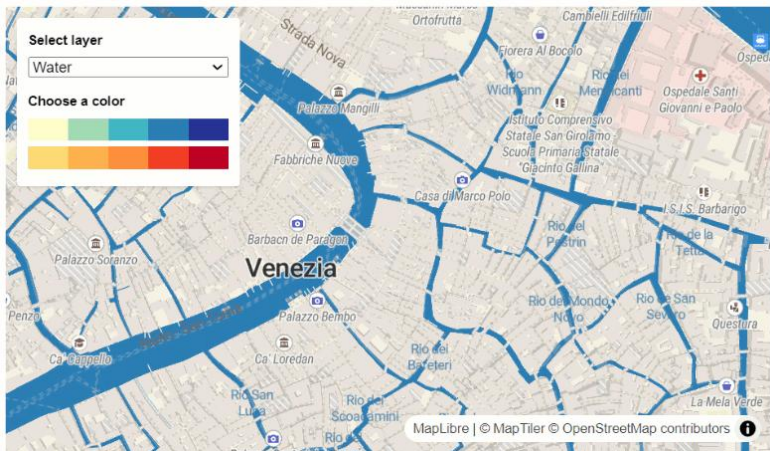 Select layer
Water
Choose a color
Strada Nova
Ortofrutta
Cambielli Edilfriuli
Fiorera Al Bocolo
Rio
Widmann
Rio dei
Mendicanti
Ospedale Santi
Giovanni e Paolo
Palazzo Mangilli
Istituto Comprensivo
Statale San Girolamo
Scuola Primaria Statale
"Giacinto Gallina"
Fabbriche Nuove
Casa di Marco Polo
I.S.I.S. Barbarigo
Barbacn de Paragon
Rio del
Pestrin
Rio de la
Tetta
Palazzo Soranzo
Venezia
Penzo
Palazzo Bembo
Rio del Mondo
Novo
Rio de San
Severo
Questura
Ca' Cappello
Ca' Loredan
Rio dei
Bareteri
Rio San
Luca
Rio dei
Scoacamini
La Mela Verde
MapLibre | © MapTiler © OpenStreetMap contributors